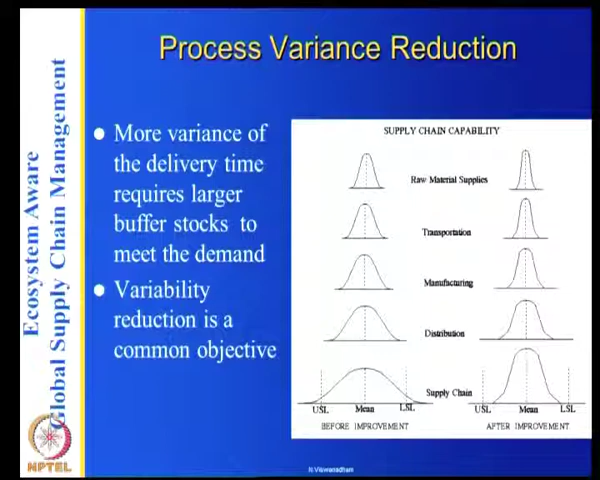 Process Variance Reduction
Ecosystem Aware
Global Supply Chain Management
More variance of
the delivery time
requires larger
buffer stocks to
meet the demand
Variability
reduction is a
common objective
SUPPLY CHAIN CAPABILITY
Raw Material Supplies
Transportation
Manufacturing
Distribution
Supply Chain
USL Mean LSL USL Mean LSL
BEFORE IMPROVEMENT AFTER IMPROVEMENT
NPTEL
N.Viswanadham